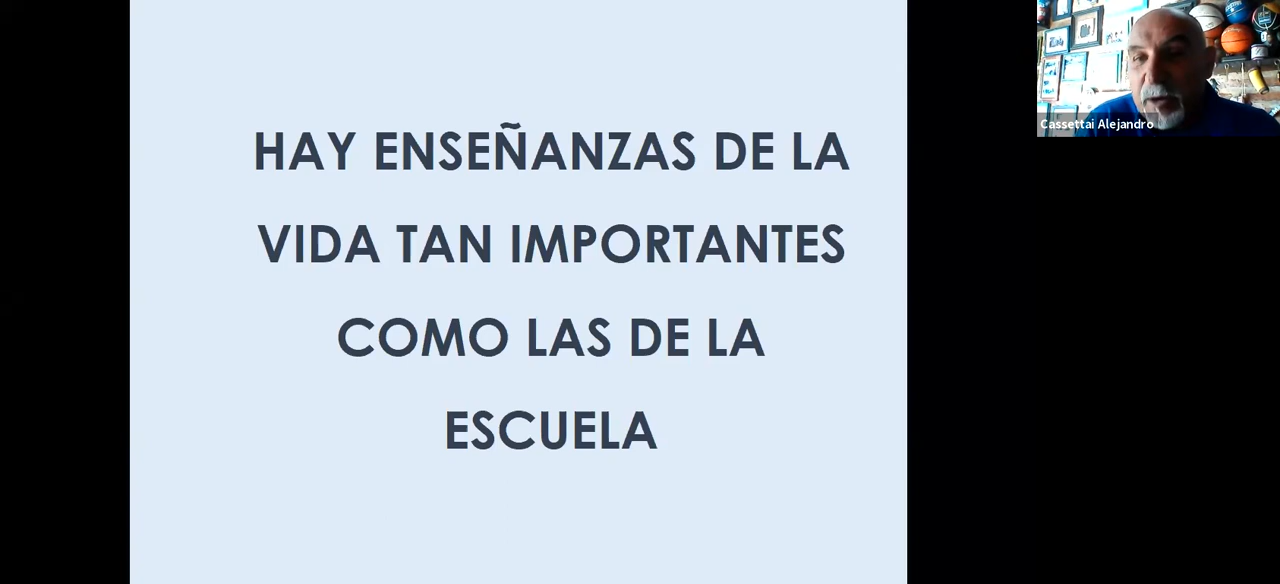 HAY ENSEÑANZAS DE LA
VIDA TAN IMPORTANTES
COMO LAS DE LA
ESCUELA
Cassettai Alejandro